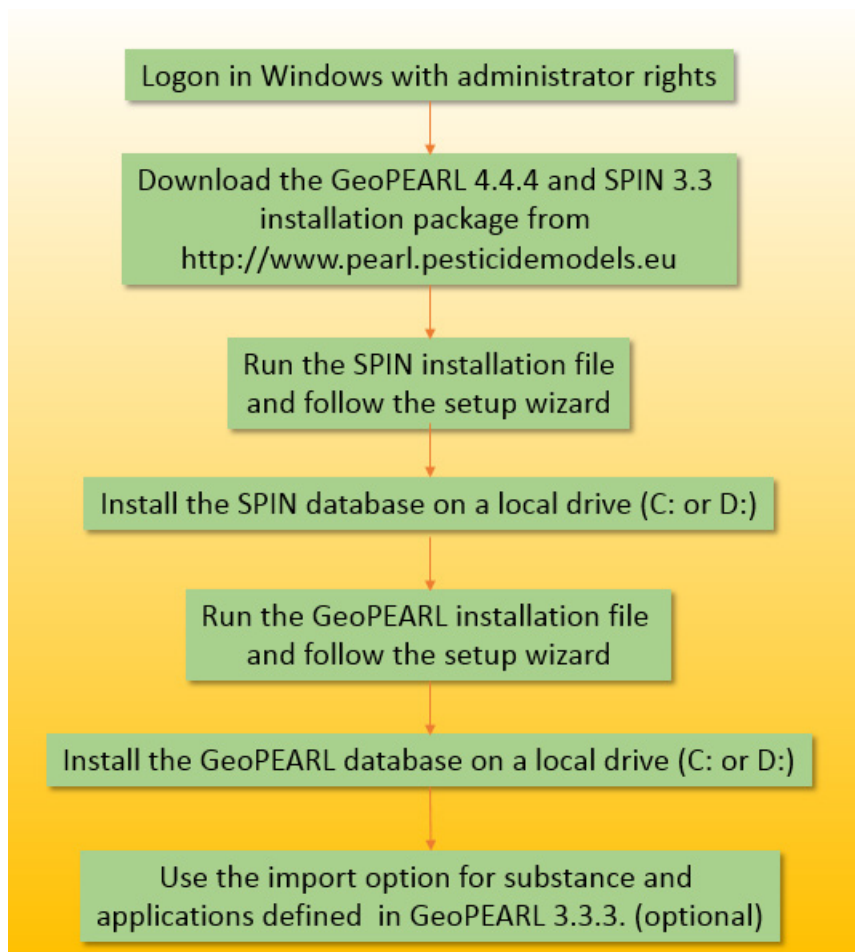 Logon in Windows with administrator rights
Download the GeoPEARL 4.4.4 and SPIN 3.3
installation package from
http://www.pearl.pesticidemodels.eu
Run the SPIN installation file
and follow the setup wizard
Install the SPIN database on a local drive (C: or D:)
Run the GeoPEARL installation file
and follow the setup wizard
Install the GeoPEARL database on a local drive (C: or D:)
Use the import option for substance and
applications defined  in GeoPEARL 3.3.3. (optional)